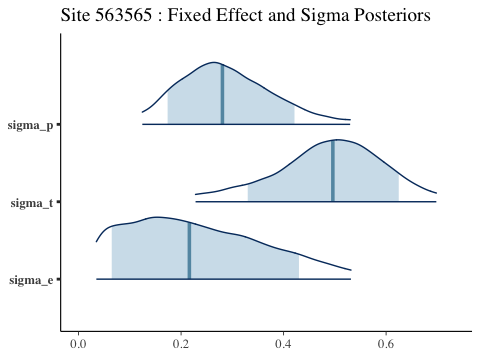 Site 563565 : Fixed Effect and Sigma Posteriors
sigma_p
sigma_t
sigma_e
0.0 0.2 0.4 0.6